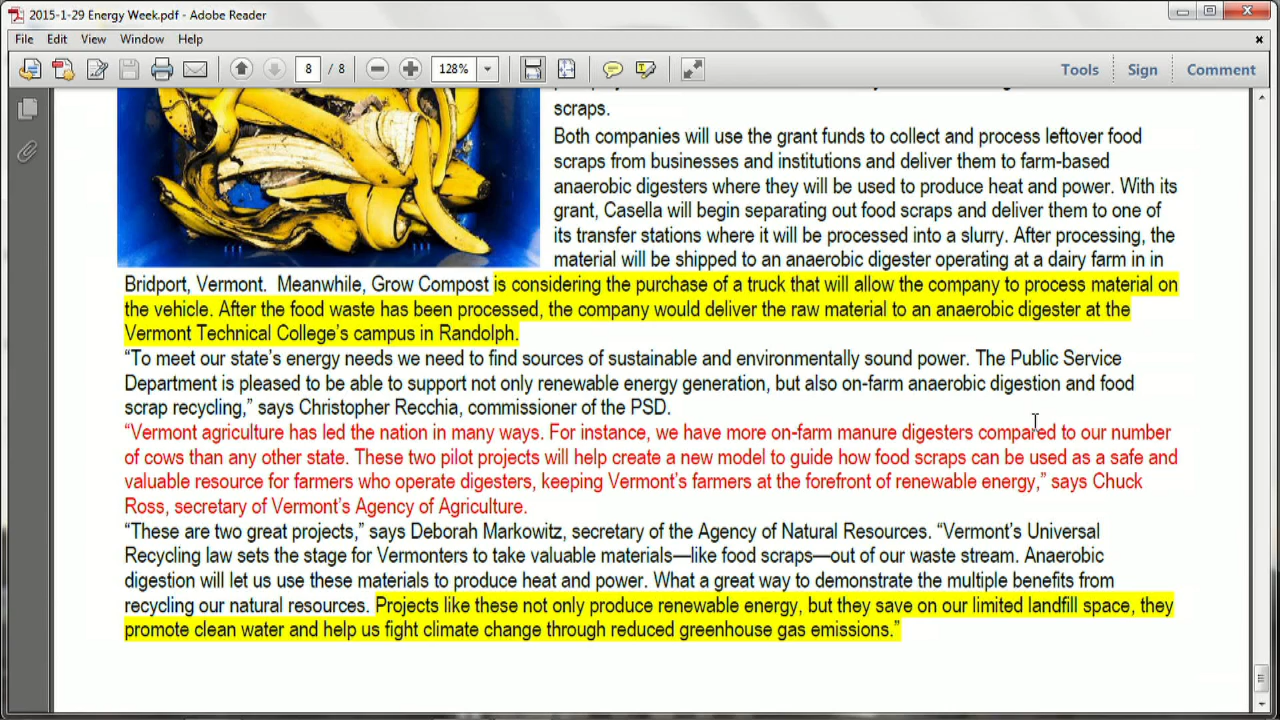 2015-1-29 Energy Week.pdf - Adobe Reader
File Edit View Window Help
8 / 8 128% Tools Sign Comment
scraps.
Both companies will use the grant funds to collect and process leftover food
scraps from businesses and institutions and deliver them to farm-based
anaerobic digesters where they will be used to produce heat and power. With its
grant, Casella will begin separating out food scraps and deliver them to one of
its transfer stations where it will be processed into a slurry. After processing, the
material will be shipped to an anaerobic digester operating at a dairy farm in in
Bridport, Vermont. Meanwhile, Grow Compost is considering the purchase of a truck that will allow the company to process material on
the vehicle. After the food waste has been processed, the company would deliver the raw material to an anaerobic digester at the
Vermont Technical College’s campus in Randolph.
“To meet our state’s energy needs we need to find sources of sustainable and environmentally sound power. The Public Service
Department is pleased to be able to support not only renewable energy generation, but also on-farm anaerobic digestion and food
scrap recycling,” says Christopher Recchia, commissioner of the PSD.
“Vermont agriculture has led the nation in many ways. For instance, we have more on-farm manure digesters compared to our number
of cows than any other state. These two pilot projects will help create a new model to guide how food scraps can be used as a safe and
valuable resource for farmers who operate digesters, keeping Vermont’s farmers at the forefront of renewable energy,” says Chuck
Ross, secretary of Vermont’s Agency of Agriculture.
“These are two great projects,” says Deborah Markowitz, secretary of the Agency of Natural Resources. “Vermont’s Universal
Recycling law sets the stage for Vermonters to take valuable materials—like food scraps—out of our waste stream. Anaerobic
digestion will let us use these materials to produce heat and power. What a great way to demonstrate the multiple benefits from
recycling our natural resources. Projects like these not only produce renewable energy, but they save on our limited landfill space, they
promote clean water and help us fight climate change through reduced greenhouse gas emissions.”